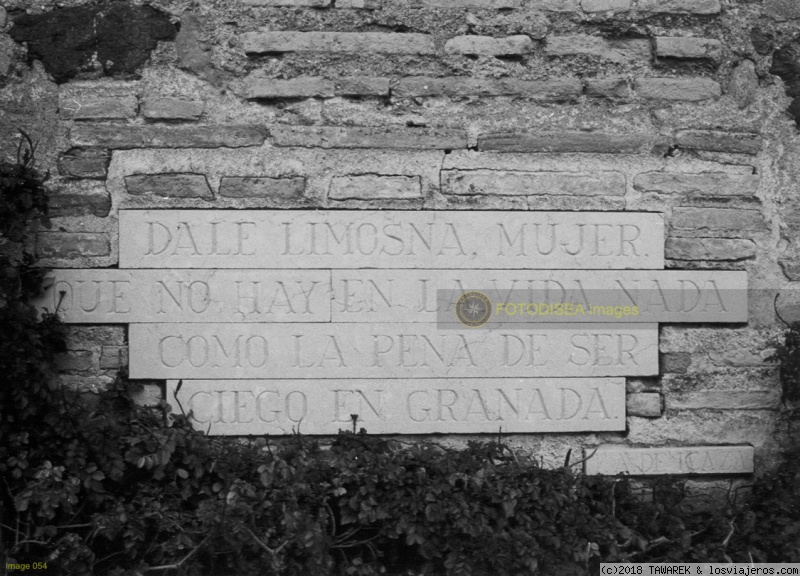 DALE LIMOSNA, MUJER,
QUE NO HAY EN LA VIDA NADA
COMO LA PENA DE SER
CIEGO EN GRANADA.
FOTODISEA Images
Image 054
(c)2018 TAWAREK & losviajeros.com